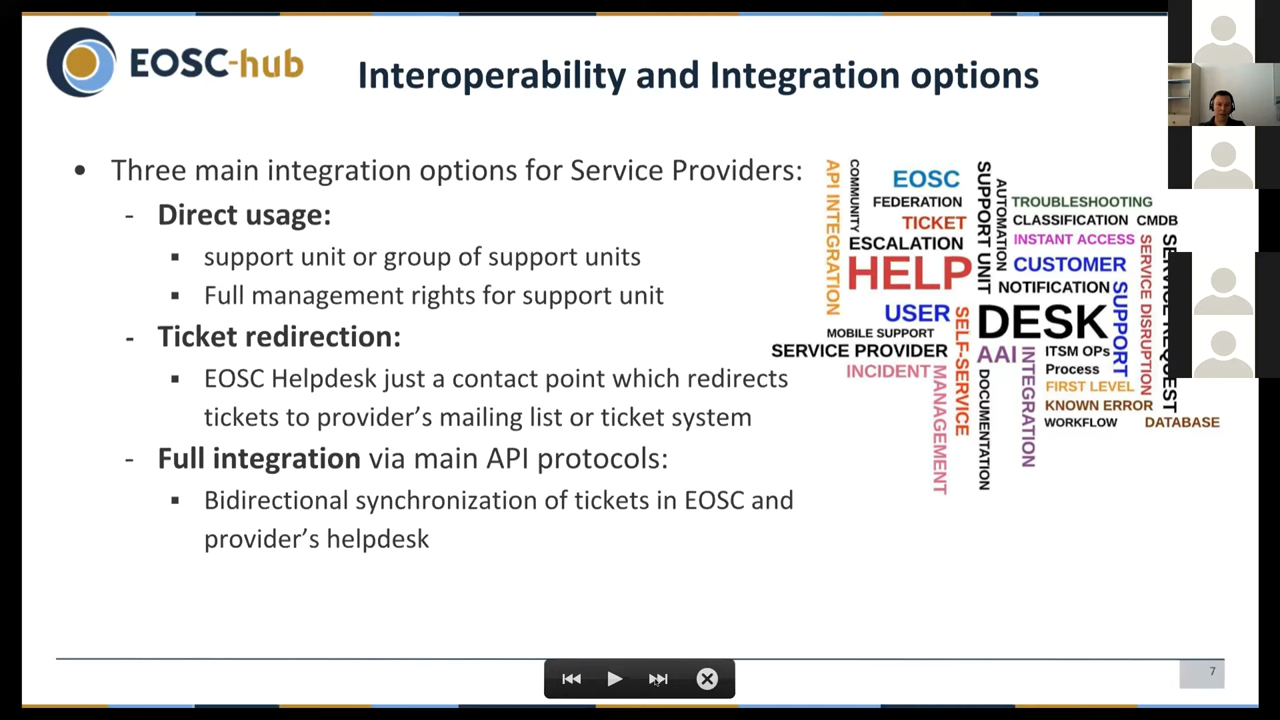 EOSC-hub
Interoperability and Integration options
• Three main integration options for Service Providers:
- Direct usage:
▪ support unit or group of support units
▪ Full management rights for support unit
- Ticket redirection:
▪ EOSC Helpdesk just a contact point which redirects
tickets to provider's mailing list or ticket system
- Full integration via main API protocols:
▪ Bidirectional synchronization of tickets in EOSC and
provider's helpdesk
API INTEGRATION
COMMUNITY
EOSC
FEDERATION
TICKET
ESCALATION
HELP
USER
MOBILE SUPPORT
SERVICE PROVIDER
INCIDENT
MANAGEMENT
SELF-SERVICE
SUPPORT UNIT
AUTOMATION
TROUBLESHOOTING
CLASSIFICATION CMDB
INSTANT ACCESS
CUSTOMER
NOTIFICATION
DESK
SUPPORT
SERVICE DISRUPTION
SERVICE REQUEST
AAI
INTEGRATION
DOCUMENTATION
ITSM OPs
Process
FIRST LEVEL
KNOWN ERROR
WORKFLOW
DATABASE
7